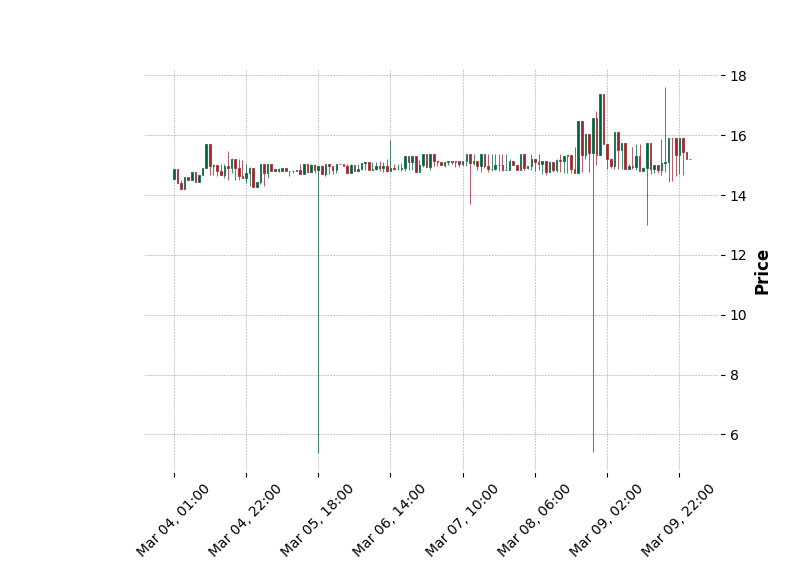 18
16
14
12
10
8
6
Price
Mar 04, 01:00
Mar 04, 22:00
Mar 05, 18:00
Mar 06, 14:00
Mar 07, 10:00
Mar 08, 06:00
Mar 09, 02:00
Mar 09, 22:00